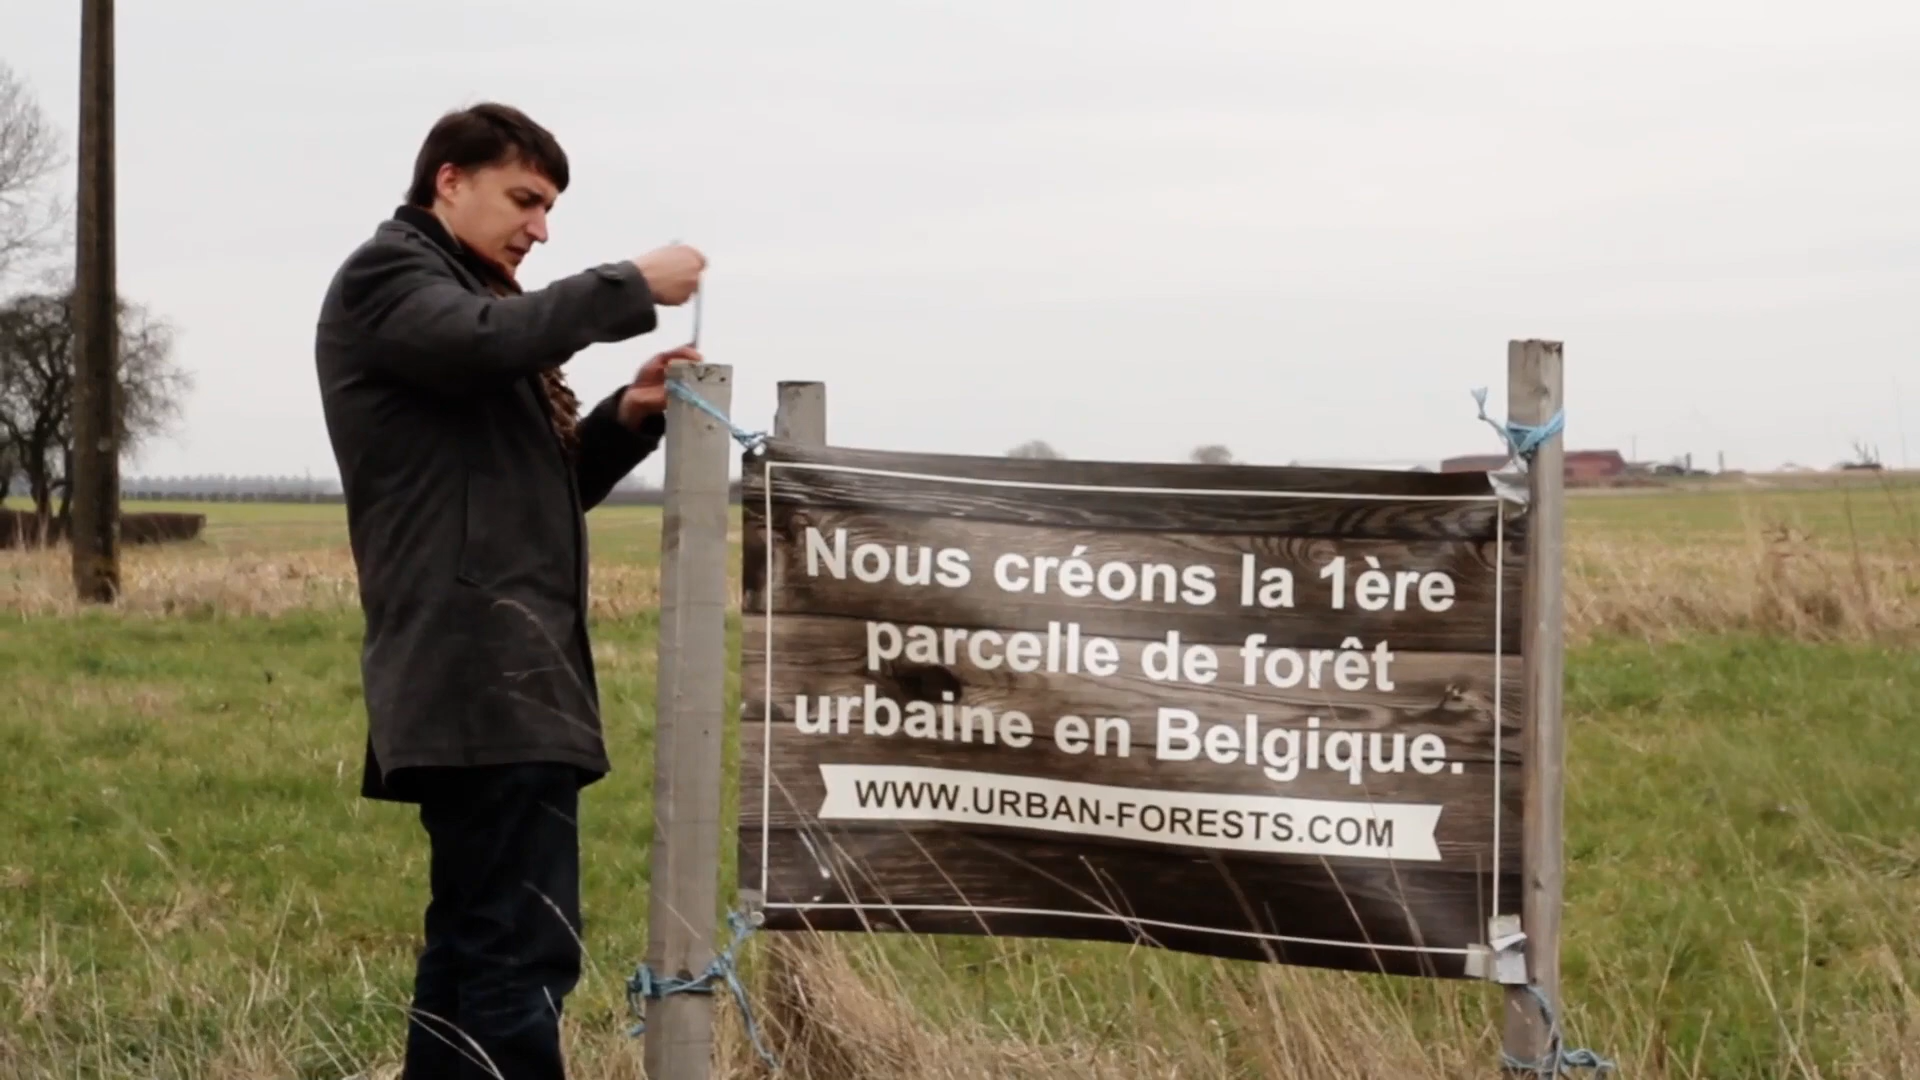 Nous créons la 1ère
parcelle de forêt
urbaine en Belgique.
WWW.URBAN-FORESTS.COM